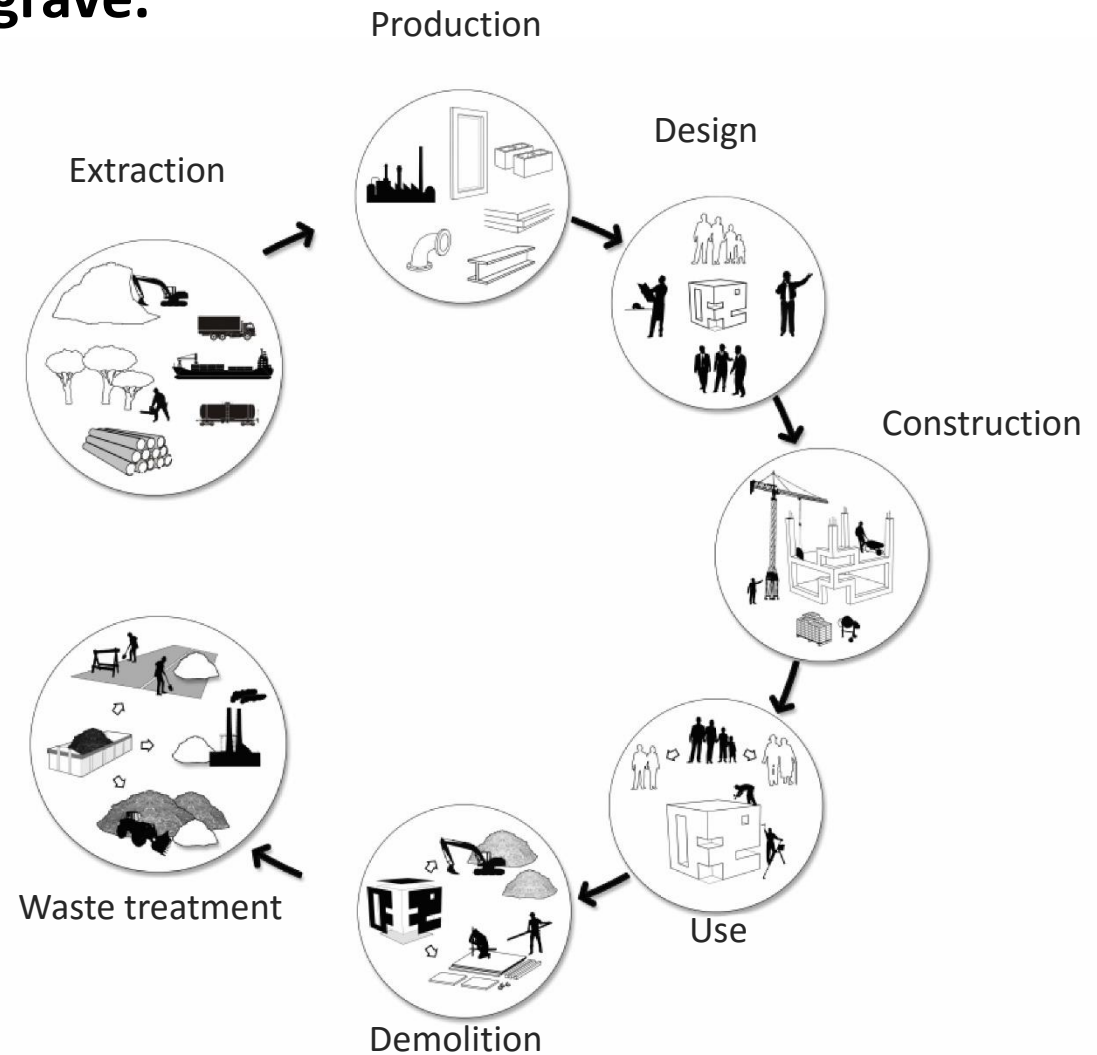 grave.
Production
Design
Extraction
Construction
Waste treatment
Use
Demolition